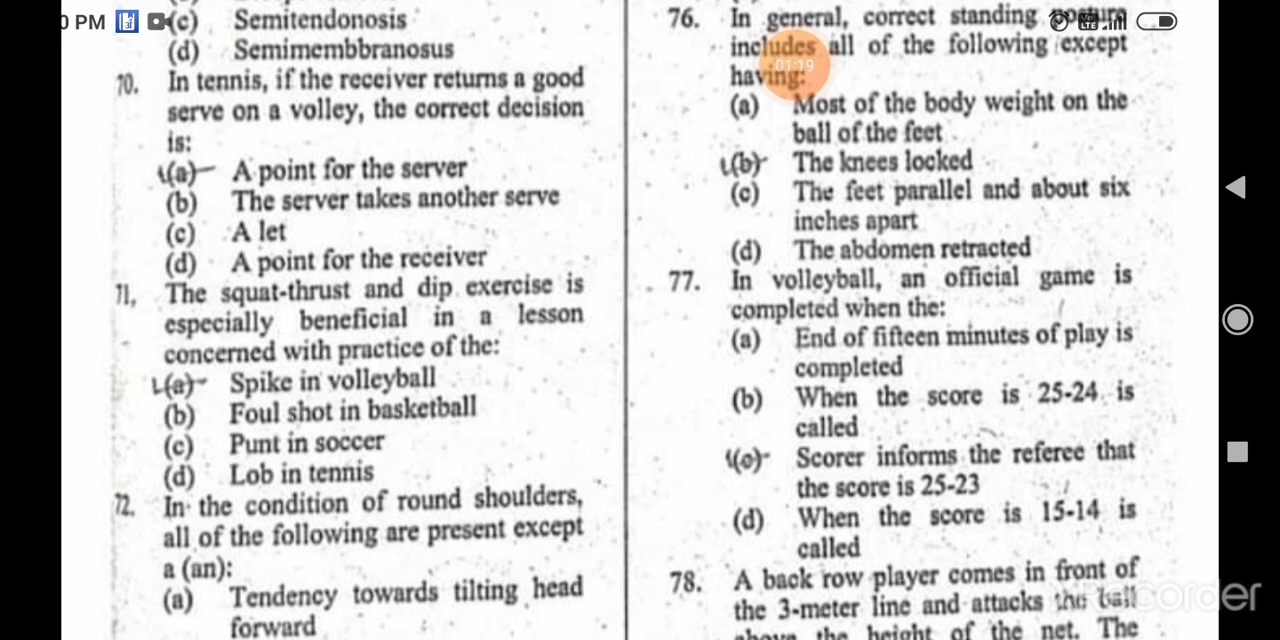 0 PM
(c) Semitendonosis
(d) Semimembbranosus
70. In tennis, if the receiver returns a good
serve on a volley, the correct decision
is:
(a) A point for the server
(b) The server takes another serve
(c) A let
(d) A point for the receiver
71, The squat-thrust and dip exercise is
especially beneficial in a lesson
concerned with practice of the:
(a) Spike in volleyball
(b) Foul shot in basketball
(c) Punt in soccer
(d) Lob in tennis
72. In the condition of round shoulders,
all of the following are present except
a (an):
(a) Tendency towards tilting head
forward
76. In general, correct standing posture
includes all of the following except
having:
01:19
(a) Most of the body weight on the
ball of the feet
(b) The knees locked
(c) The feet parallel and about six
inches apart
(d) The abdomen retracted
77. In volleyball, an official game is
completed when the:
(a) End of fifteen minutes of play is
completed
(b) When the score is 25-24 is
called
(c) Scorer informs the referee that
the score is 25-23
(d) When the score is 15-14 is
called
78. A back row player comes in front of
the 3-meter line and attacks the ball
above the height of the net. The